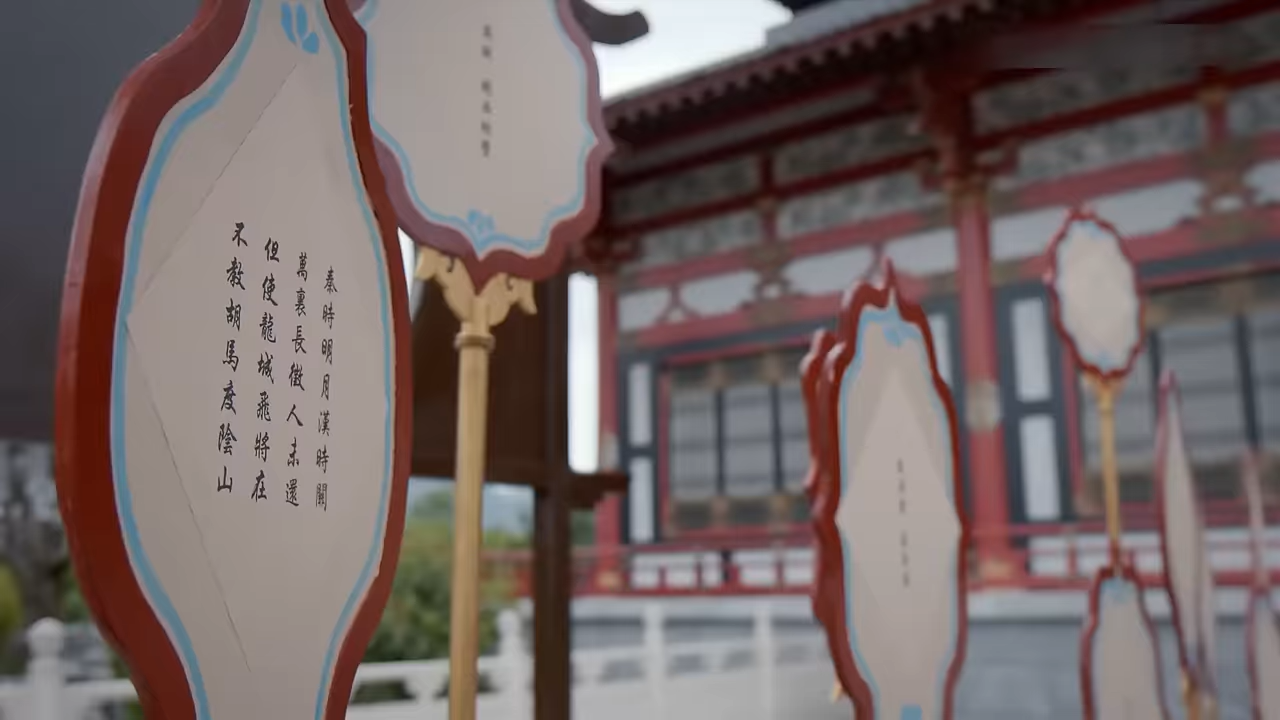 秦時明月漢時關
萬裏長徵人未還
但使龍城飛將在
不教胡馬度陰山